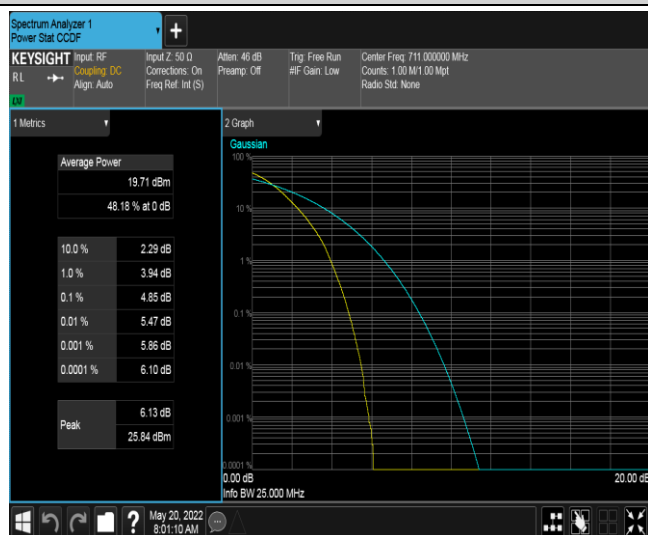 Spectrum Analyzer 1
Power Stat CCDF
+
KEYSIGHT
RL
LXI
Input: RF
Coupling: DC
Align: Auto
Input Z: 50 Ω
Corrections: On
Freq Ref: Int (S)
Atten: 46 dB
Preamp: Off
Trig: Free Run
#IF Gain: Low
Center Freq: 711.000000 MHz
Counts: 1.00 M/1.00 Mpt
Radio Std: None
1 Metrics
Average Power
19.71 dBm
48.18 % at 0 dB
10.0 % 2.29 dB
1.0 % 3.94 dB
0.1 % 4.85 dB
0.01 % 5.47 dB
0.001 % 5.86 dB
0.0001 % 6.10 dB
Peak
6.13 dB
25.84 dBm
2 Graph
Gaussian
100 %
10 %
1 %
0.1 %
0.01 %
0.001 %
0.0001 %
0.00 dB
20.00 dB
Info BW 25.000 MHz
?
May 20, 2022
8:01:10 AM